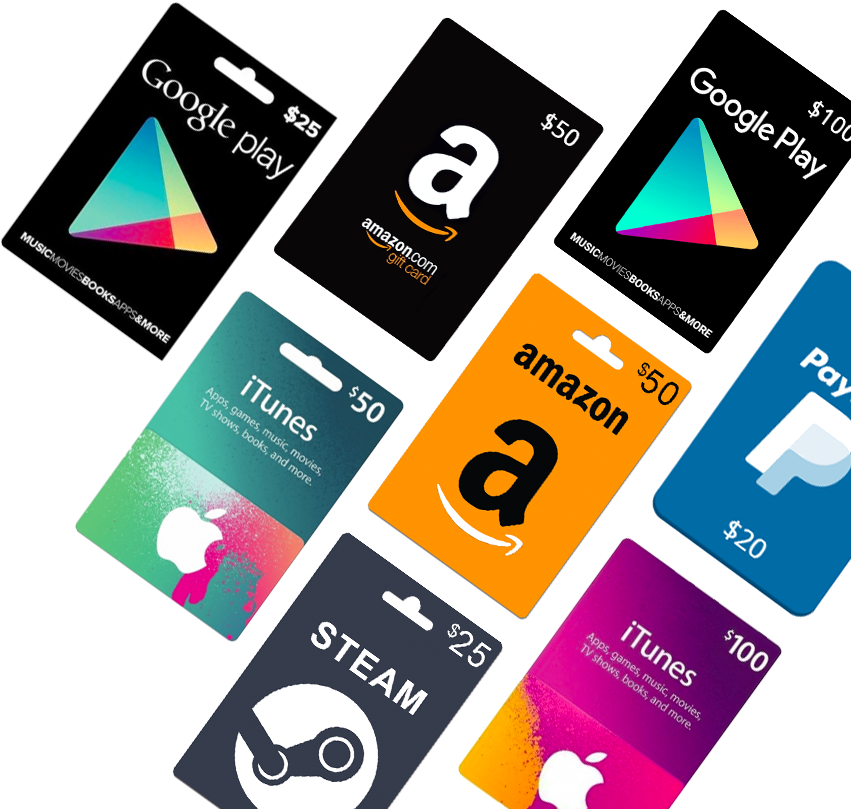 Google play
$25
MUSICMOVIESBOOKSAPPS&MORE
$50
a
amazon.com
gift card
$100
Google Play
MUSICMOVIESBOOKSAPPS&MORE
iTunes
$50
Apps, games, music, movies,
TV shows, books, and more.
amazon
$50
a
Pay
$20
STEAM
$25
iTunes
$100
Apps, games, music, movies,
TV shows, books, and more.